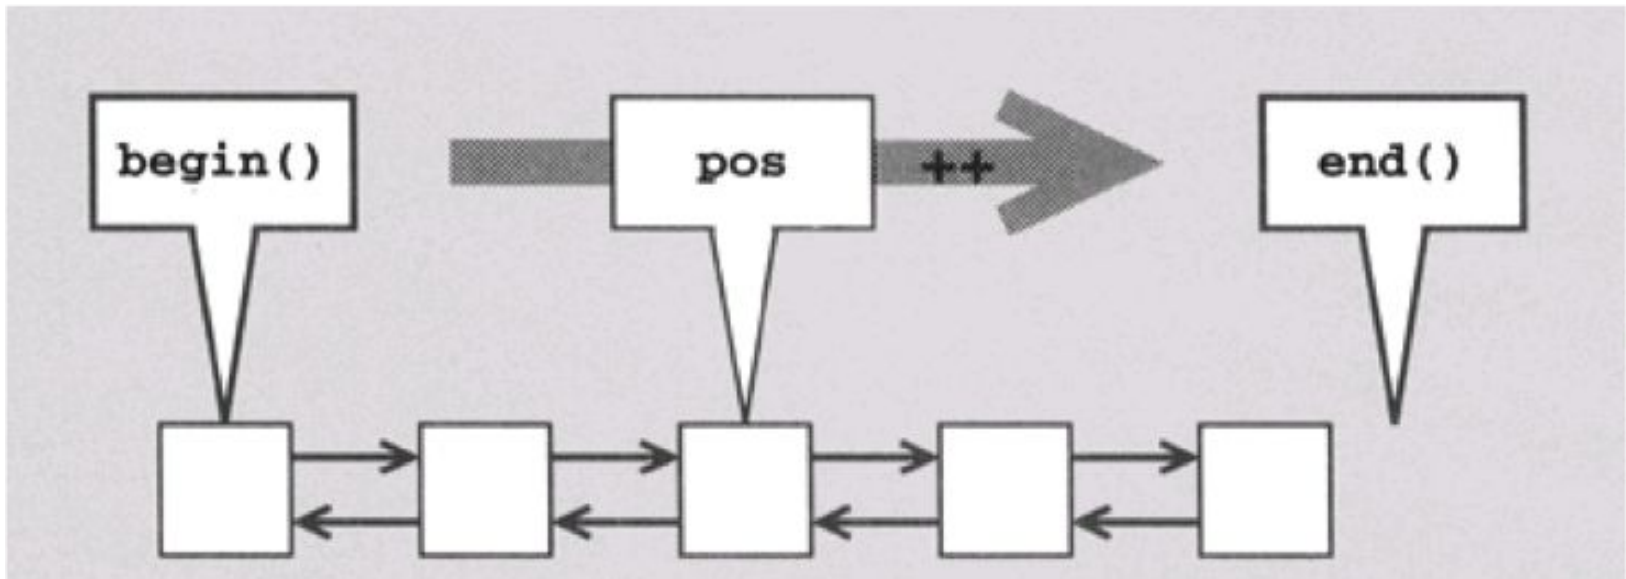 begin()
pos
++
end()